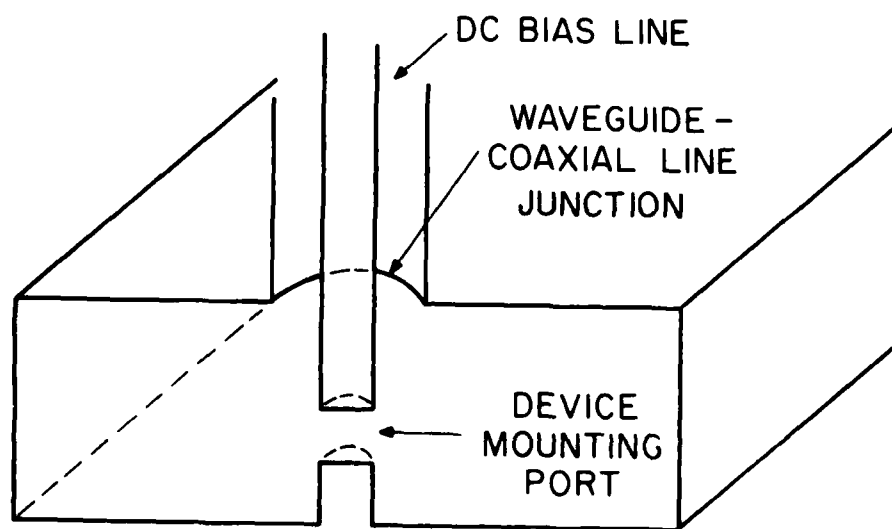 DC BIAS LINE
WAVEGUIDE -
COAXIAL LINE
JUNCTION
DEVICE
MOUNTING
PORT